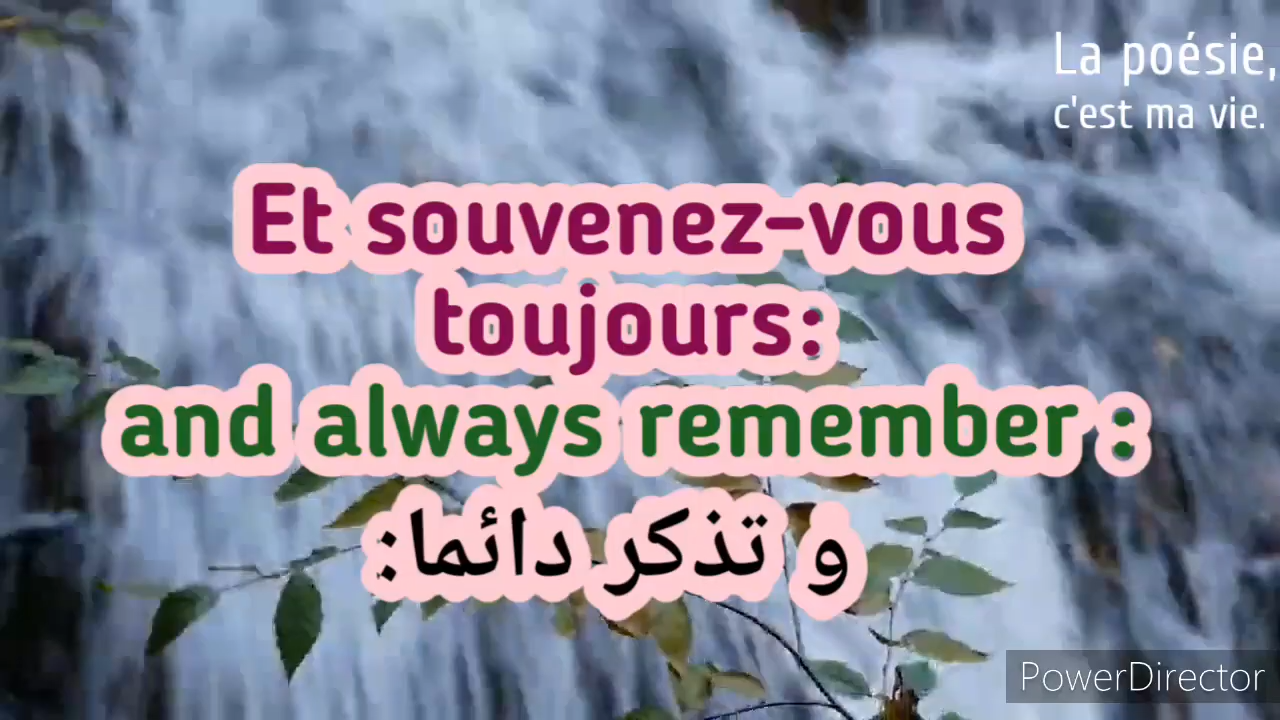 La poésie,
c'est ma vie.
Et souvenez-vous
toujours:
and always remember :
و تذكر دائما:
PowerDirector